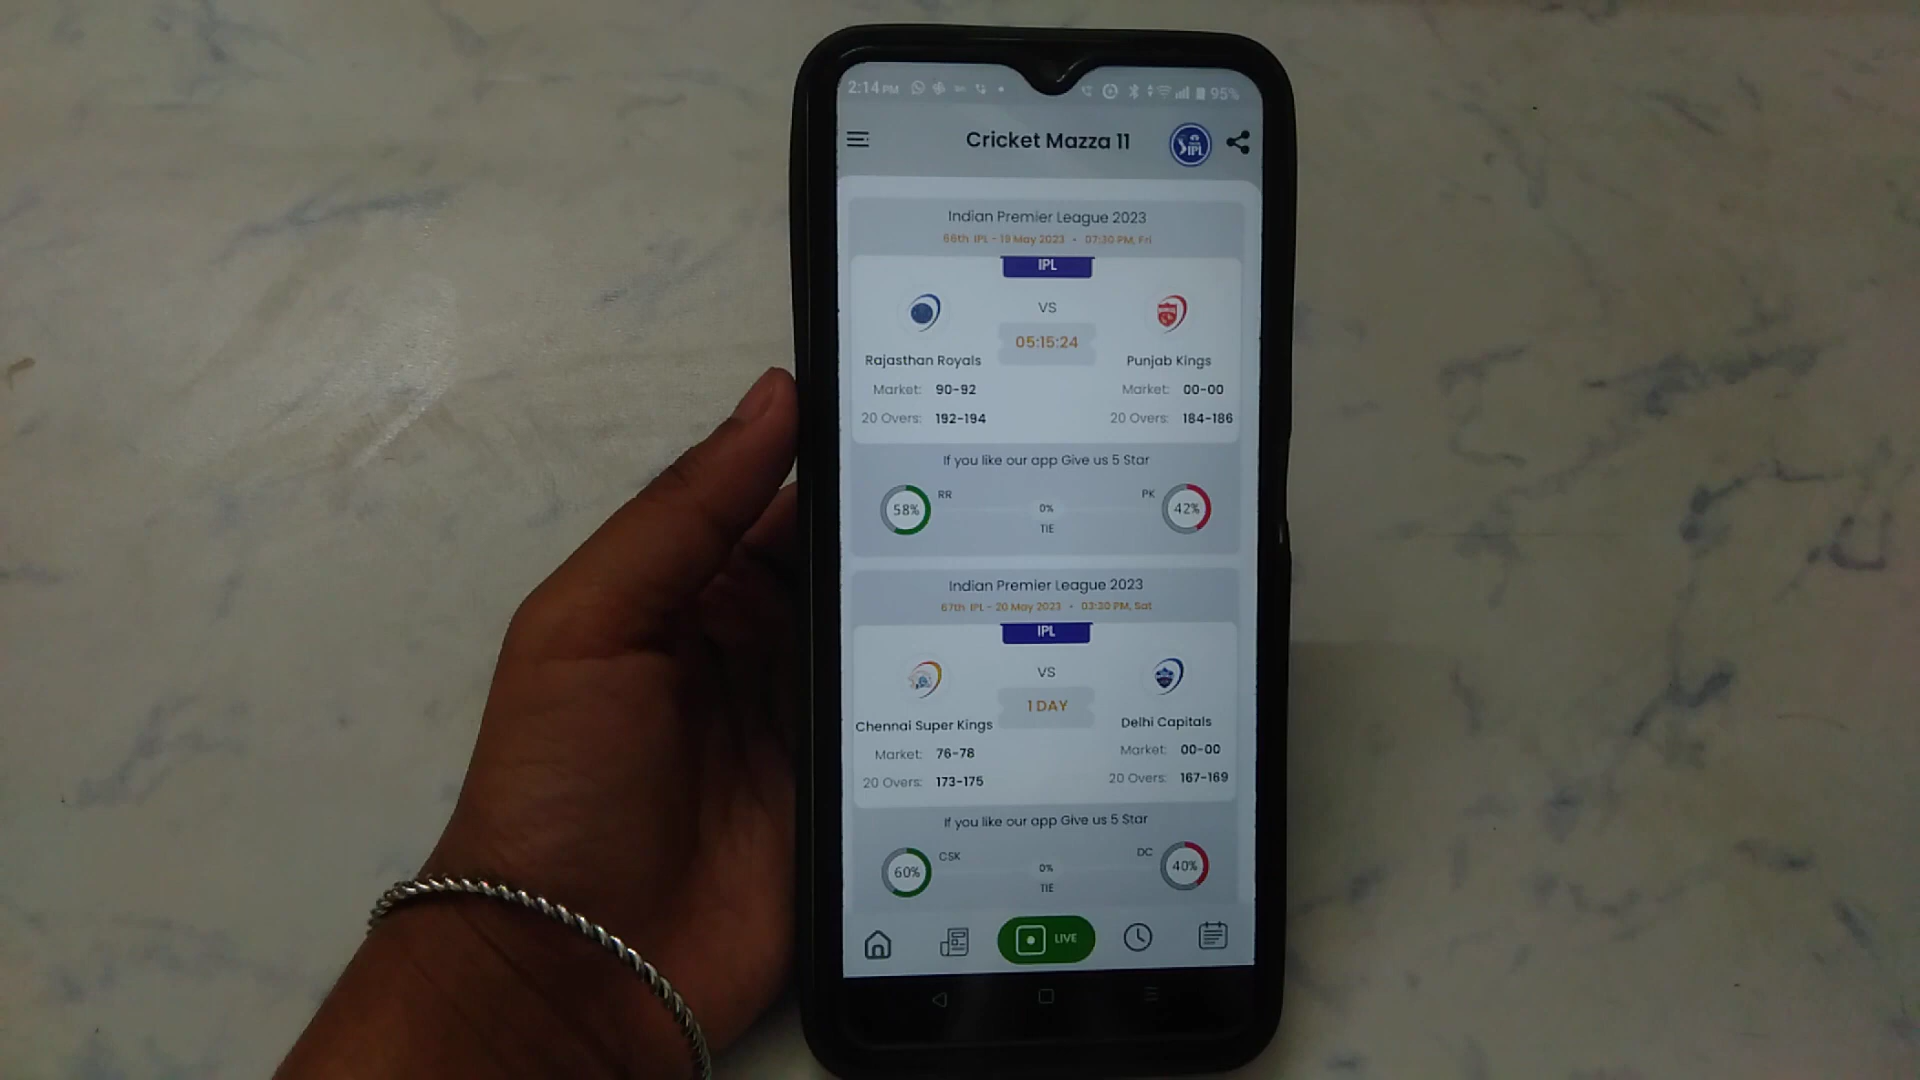 2:14 PM
95%
Cricket Mazza 11
IPL
Indian Premier League 2023
66th IPL - 19 May 2023 • 07:30 PM, Fri
IPL
VS
05:15:24
Rajasthan Royals
Punjab Kings
Market: 90-92
Market: 00-00
20 Overs: 192-194
20 Overs: 184-186
If you like our app Give us 5 Star
RR
PK
58%
0%
42%
TIE
Indian Premier League 2023
67th IPL - 20 May 2023 • 03:30 PM, Sat
IPL
VS
1 DAY
Chennai Super Kings
Delhi Capitals
Market: 76-78
Market: 00-00
20 Overs: 173-175
20 Overs: 167-169
If you like our app Give us 5 Star
CSK
DC
60%
0%
40%
TIE
LIVE